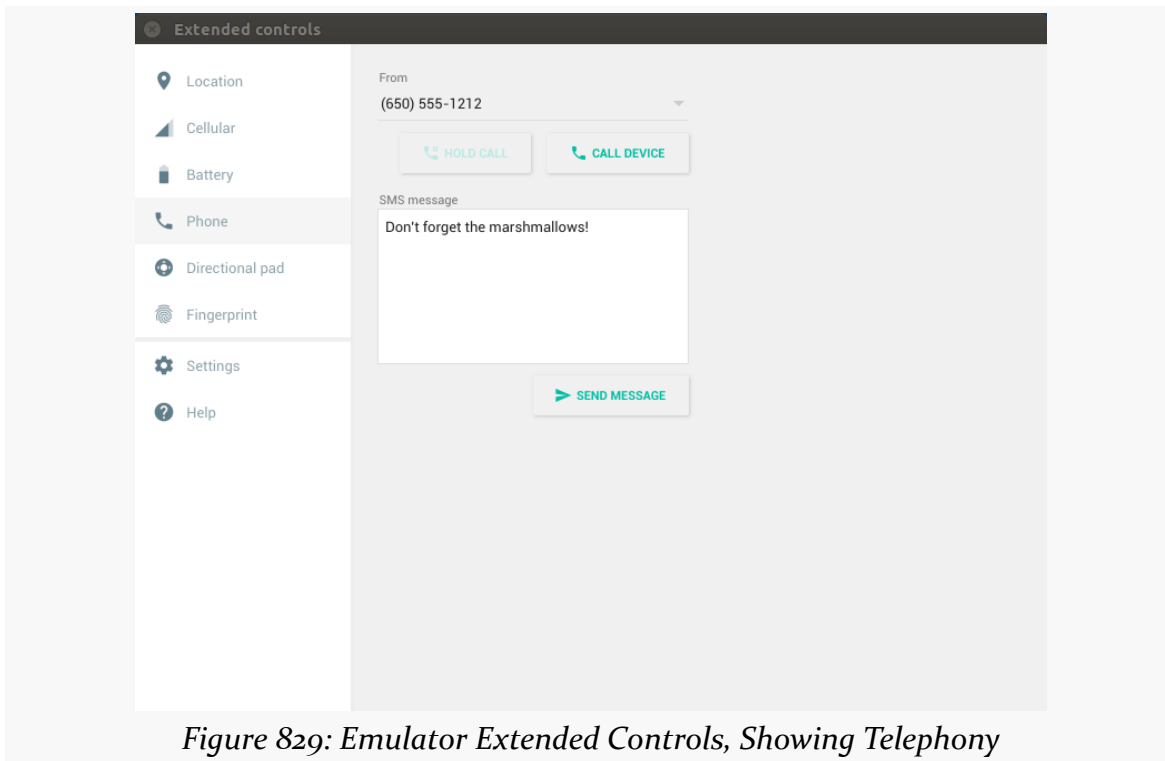 Extended controls
Location
Cellular
Battery
Phone
Directional pad
Fingerprint
Settings
Help
From
(650) 555-1212
HOLD CALL
CALL DEVICE
SMS message
Don't forget the marshmallows!
SEND MESSAGE
Figure 829: Emulator Extended Controls, Showing Telephony